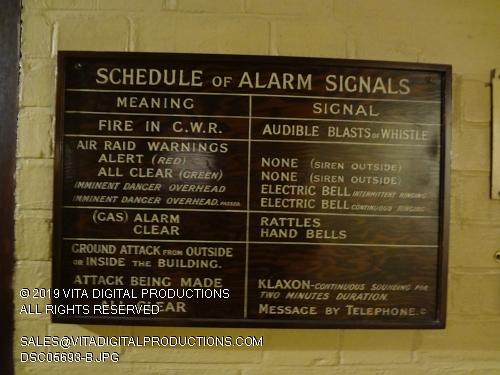 SCHEDULE OF ALARM SIGNALS
MEANING
SIGNAL
FIRE IN C.W.R.
AUDIBLE BLASTS OF WHISTLE
AIR RAID WARNINGS
ALERT (RED)
NONE (SIREN OUTSIDE)
ALL CLEAR (GREEN)
NONE (SIREN OUTSIDE)
IMMINENT DANGER OVERHEAD
ELECTRIC BELL INTERMITTENT RINGING
IMMINENT DANGER OVERHEAD. PASSED
ELECTRIC BELL CONTINUOUS RINGING
(GAS) ALARM
RATTLES
CLEAR
HAND BELLS
GROUND ATTACK FROM OUTSIDE
OR INSIDE THE BUILDING.
ATTACK BEING MADE
KLAXON-CONTINUOUS SOUNDING FOR
TWO MINUTES DURATION.
ALL CLEAR
MESSAGE BY TELEPHONE.
© 2019 VITA DIGITAL PRODUCTIONS
ALL RIGHTS RESERVED
SALES@VITADIGITALPRODUCTIONS.COM
DSC05693-B.JPG